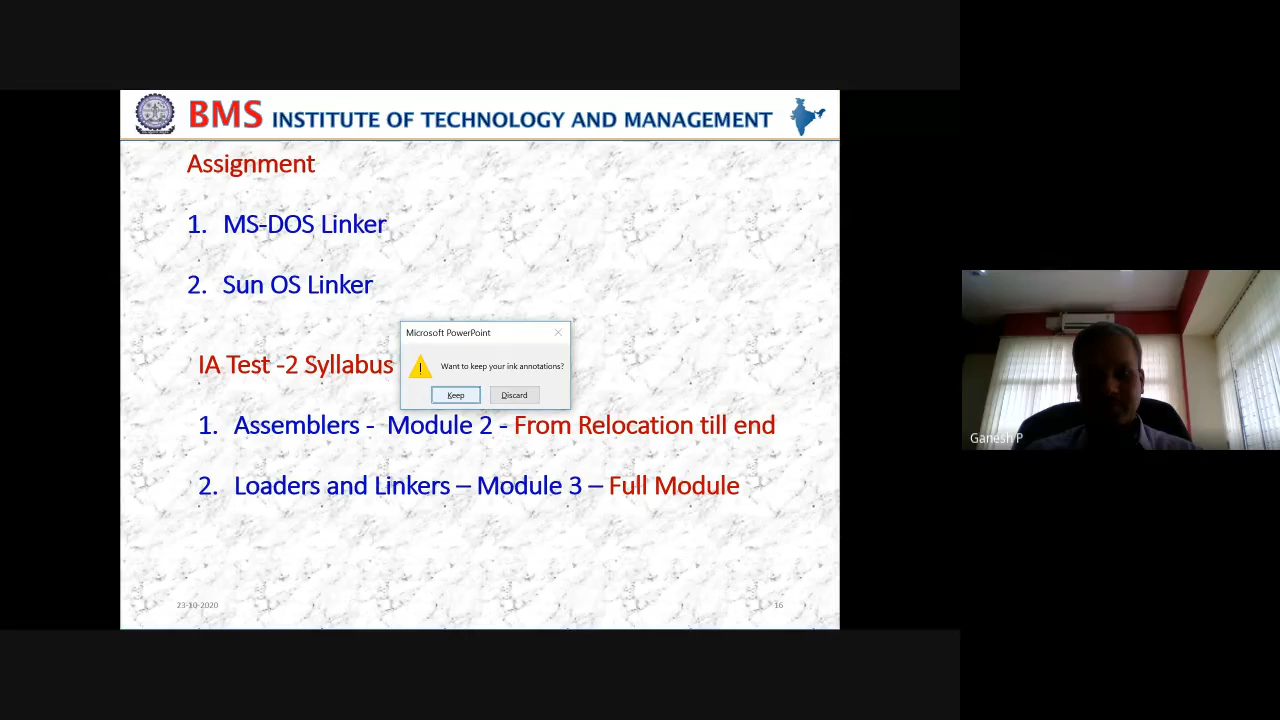 BMS INSTITUTE OF TECHNOLOGY AND MANAGEMENT
Assignment
1. MS-DOS Linker
2. Sun OS Linker
Microsoft PowerPoint
Want to keep your ink annotations?
Keep Discard
IA Test -2 Syllabus
1. Assemblers - Module 2 - From Relocation till end
2. Loaders and Linkers – Module 3 – Full Module
23-10-2020 16
Ganesh P